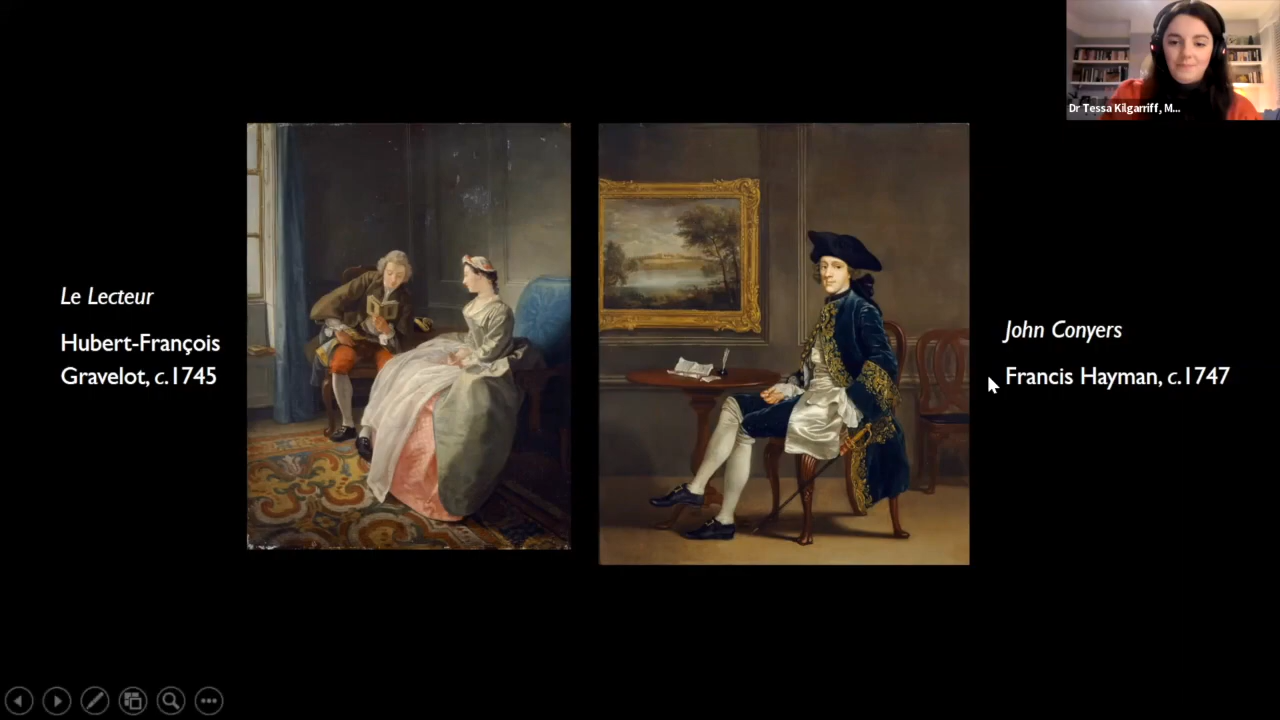 Dr Tessa Kilgarriff, M...
Le Lecteur
Hubert-François
Gravelot, c.1745
John Conyers
Francis Hayman, c.1747